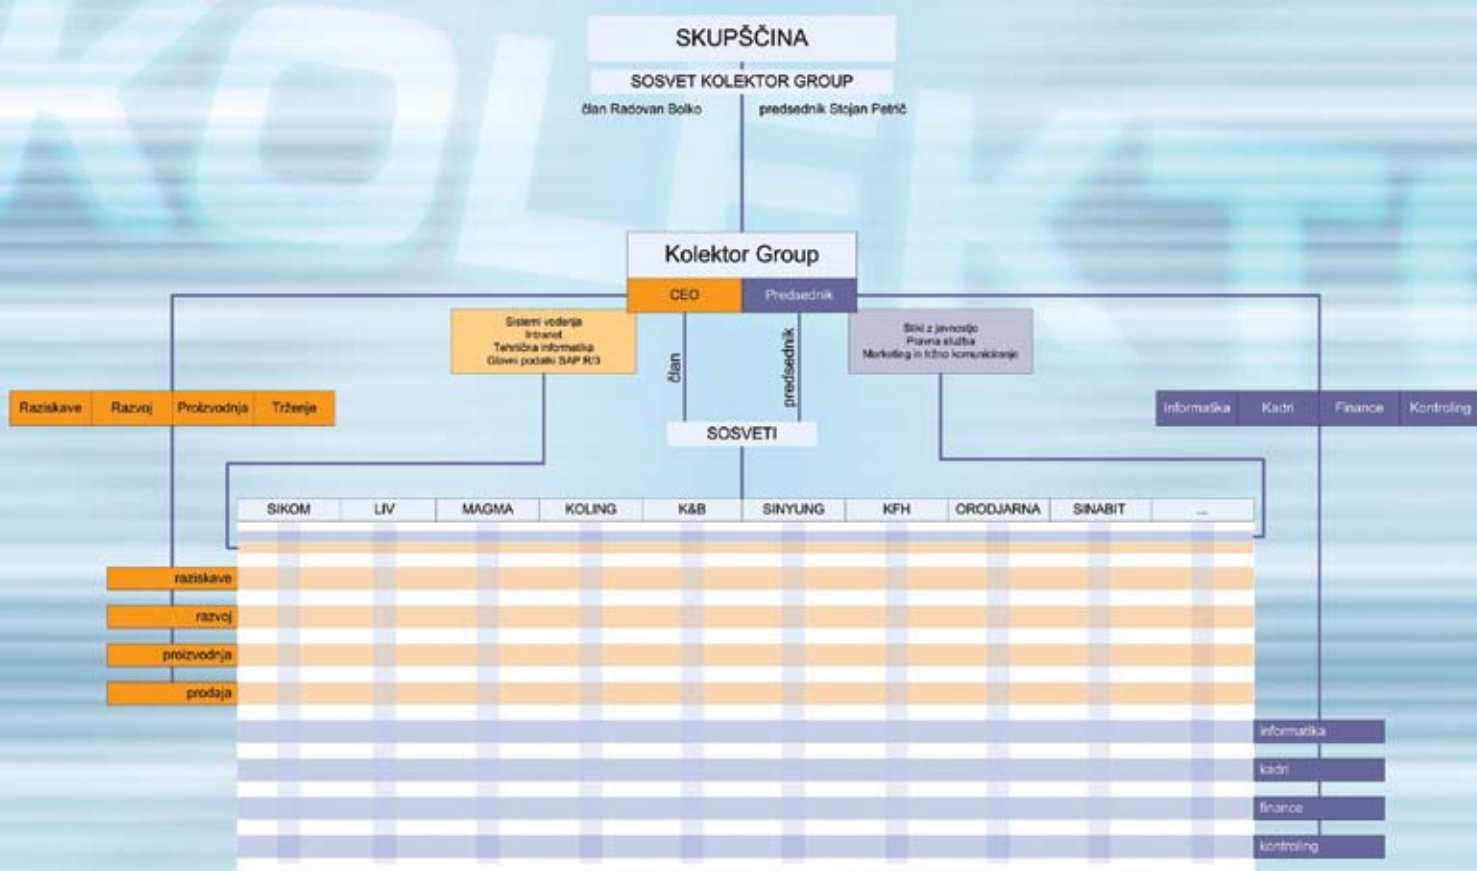 KOLEKT
SKUPŠČINA
SOSVET KOLEKTOR GROUP
član Radovan Bolko
predsednik Stojan Petrič
Kolektor Group
CEO
Predsednik
Sistemi vodenja
Intranet
Tehnična informatika
Glavni podatki SAP R/3
član
predsednik
Stiki z javnostjo
Pravna služba
Marketing in tržno komuniciranje
Raziskave
Razvoj
Proizvodnja
Trženje
Informatika
Kadri
Finance
Kontroling
SOSVETI
SIKOM
LIV
MAGMA
KOLING
K&B
SINYUNG
KFH
ORODJARNA
SINABIT
...
raziskave
razvoj
proizvodnja
prodaja
informatika
kadri
finance
kontroling